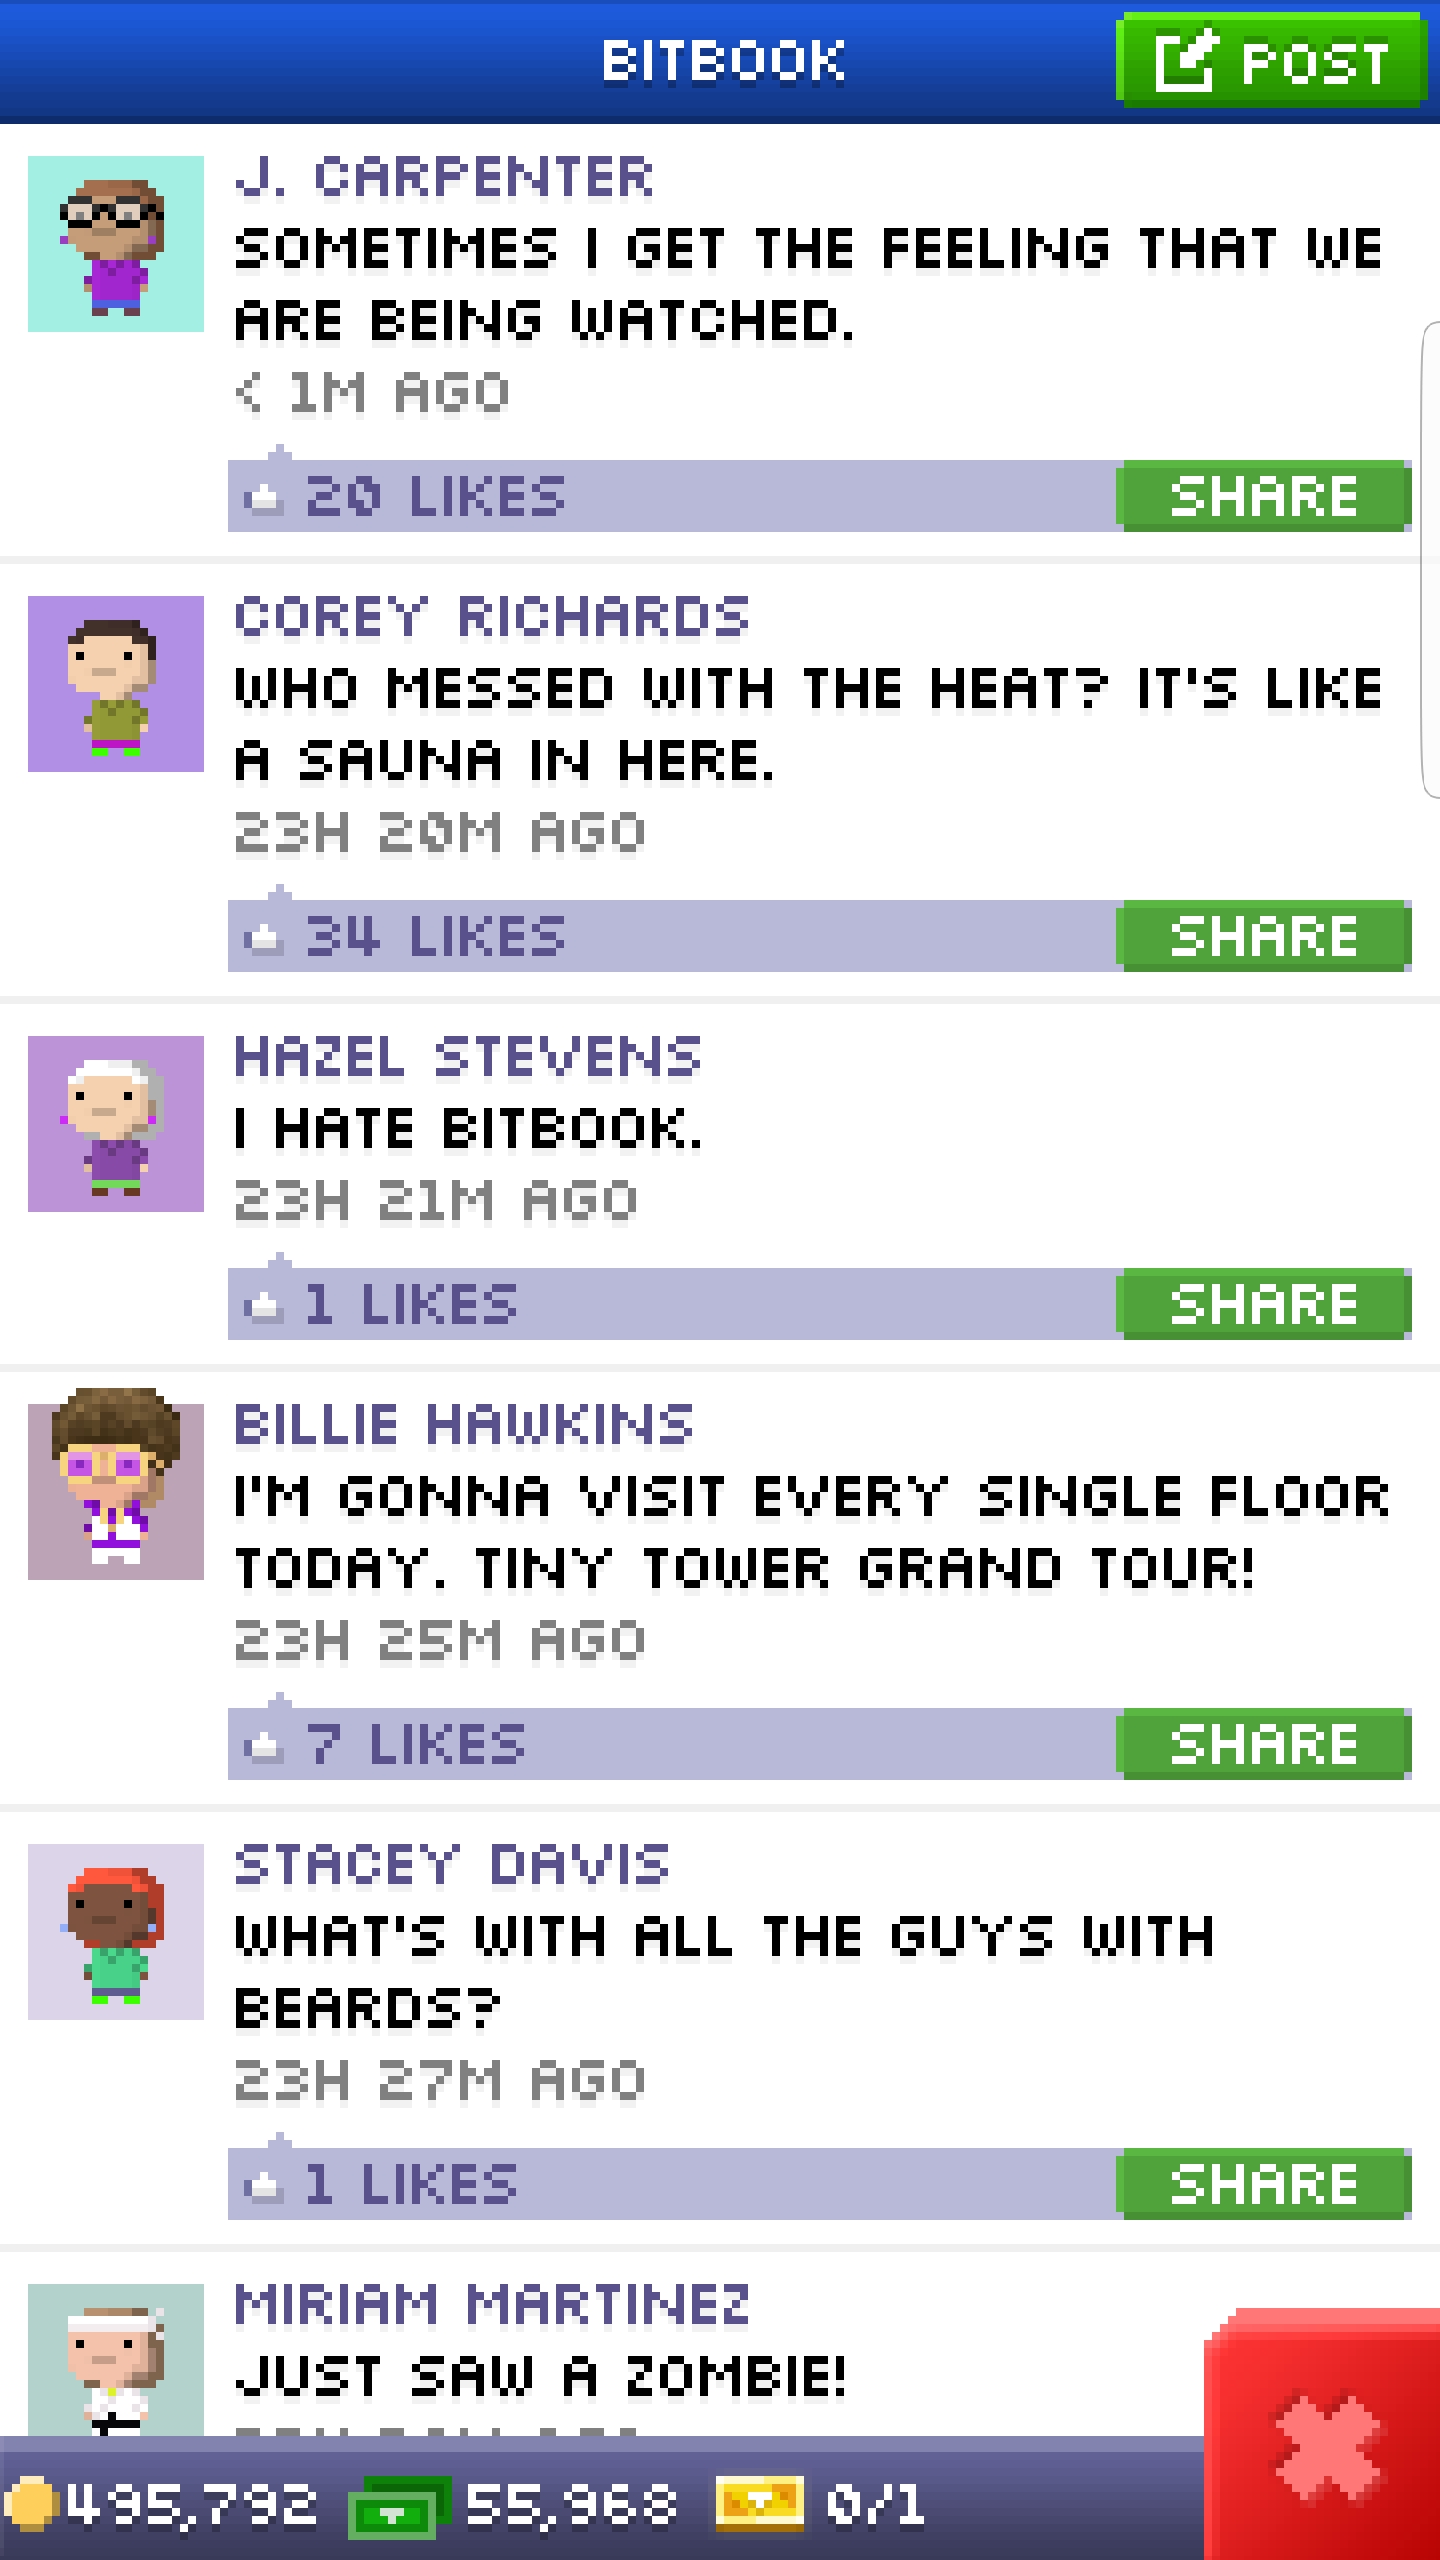 BITBOOK
POST
J. CARPENTER
SOMETIMES I GET THE FEELING THAT WE
ARE BEING WATCHED.
< 1M AGO
20 LIKES
SHARE
COREY RICHARDS
WHO MESSED WITH THE HEAT? IT'S LIKE
A SAUNA IN HERE.
23H 20M AGO
34 LIKES
SHARE
HAZEL STEVENS
I HATE BITBOOK.
23H 21M AGO
1 LIKES
SHARE
BILLIE HAWKINS
I'M GONNA VISIT EVERY SINGLE FLOOR
TODAY. TINY TOWER GRAND TOUR!
23H 25M AGO
7 LIKES
SHARE
STACEY DAVIS
WHAT'S WITH ALL THE GUYS WITH
BEARDS?
23H 27M AGO
1 LIKES
SHARE
MIRIAM MARTINEZ
JUST SAW A ZOMBIE!
495,792
55,968
0/1